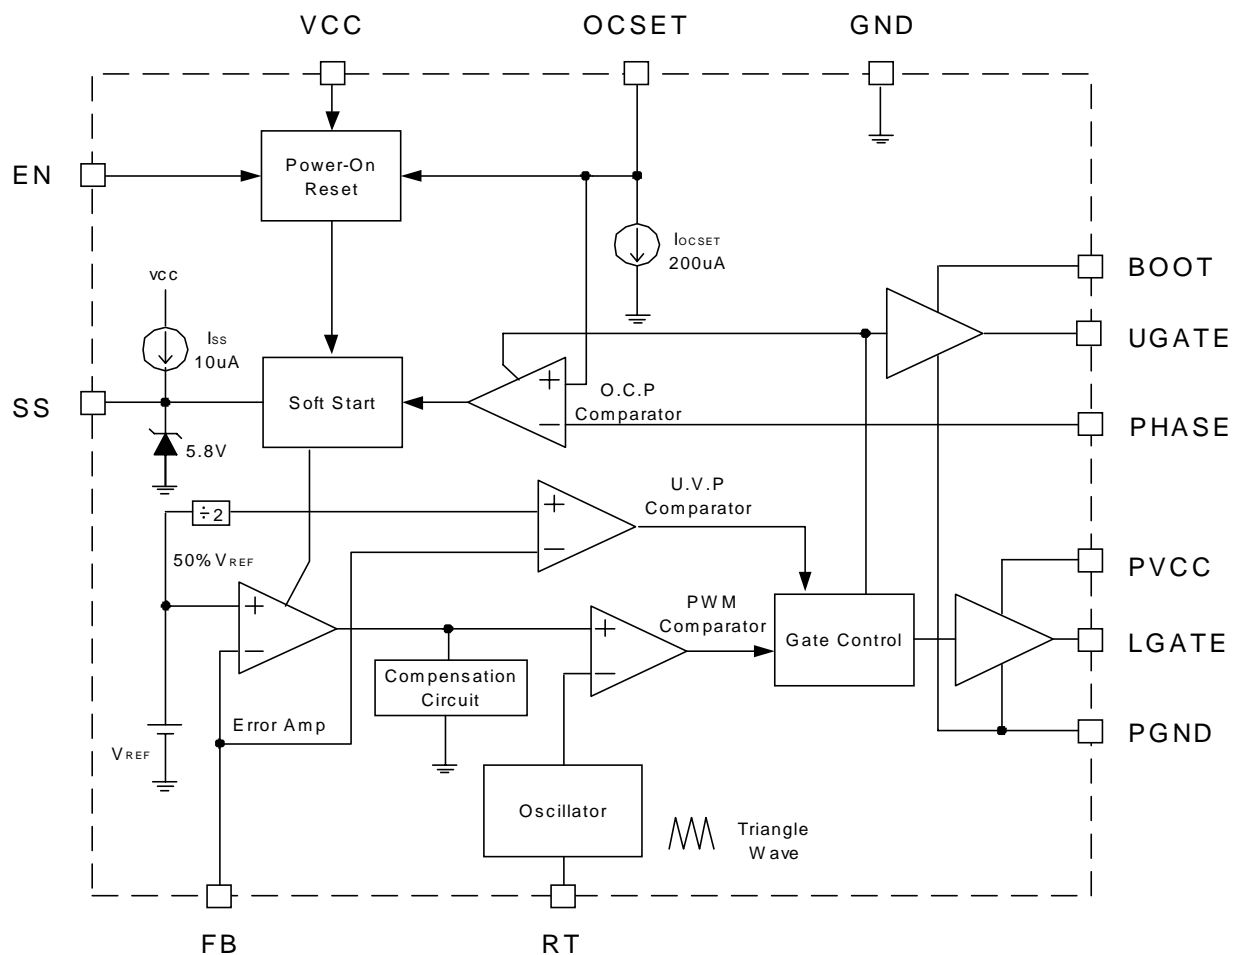 VCC
OCSET
GND
EN
Power-On
Reset
IOCSET
200uA
BOOT
vcc
ISS
10uA
UGATE
SS
Soft Start
+
O.C.P
Comparator
−
PHASE
5.8V
U.V.P
Comparator
÷2
+
−
50% VREF
PVCC
+
PWM
Comparator
+
Gate Control
LGATE
−
Compensation
Circuit
−
Error Amp
PGND
VREF
Oscillator
Triangle
Wave
FB
RT